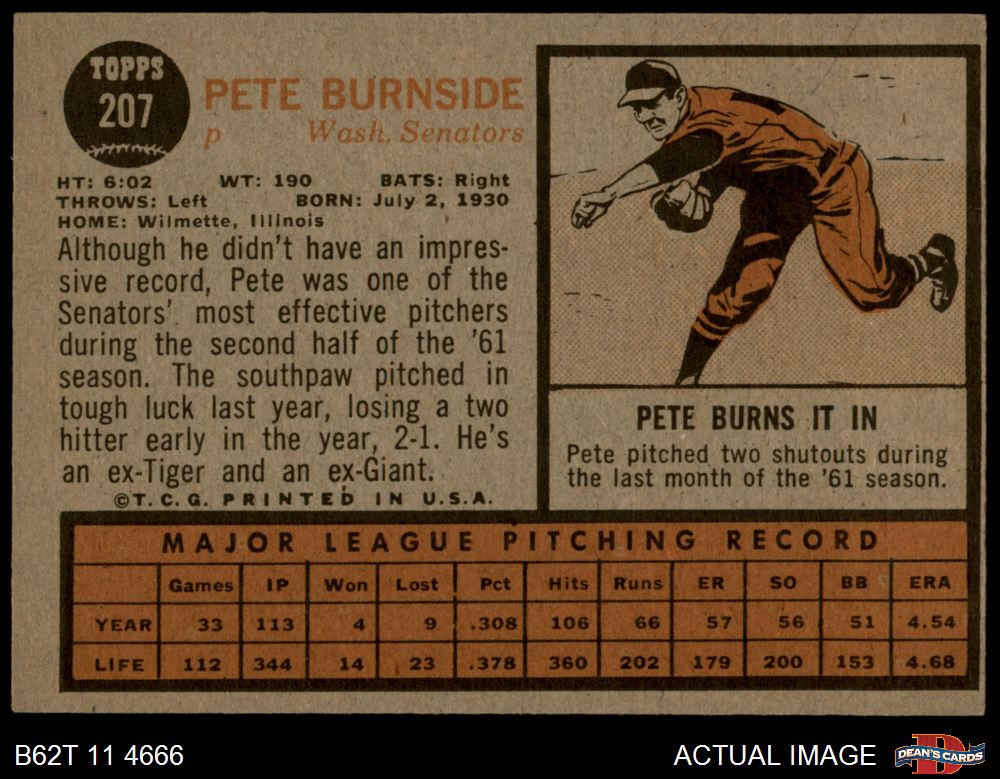 TOPPS
207
PETE BURNSIDE
p Wash. Senators
HT: 6:02 WT: 190 BATS: Right
THROWS: Left BORN: July 2, 1930
HOME: Wilmette, Illinois
Although he didn't have an impres-
sive record, Pete was one of the
Senators' most effective pitchers
during the second half of the '61
season. The southpaw pitched in
tough luck last year, losing a two
hitter early in the year, 2-1. He's
an ex-Tiger and an ex-Giant.
©T.C.G. PRINTED IN U.S.A.
PETE BURNS IT IN
Pete pitched two shutouts during
the last month of the '61 season.
MAJOR LEAGUE PITCHING RECORD
Games IP Won Lost Pct Hits Runs ER SO BB ERA
YEAR 33 113 4 9 .308 106 66 57 56 51 4.54
LIFE 112 344 14 23 .378 360 202 179 200 153 4.68
B62T 11 4666 ACTUAL IMAGE DEAN'S CARDS